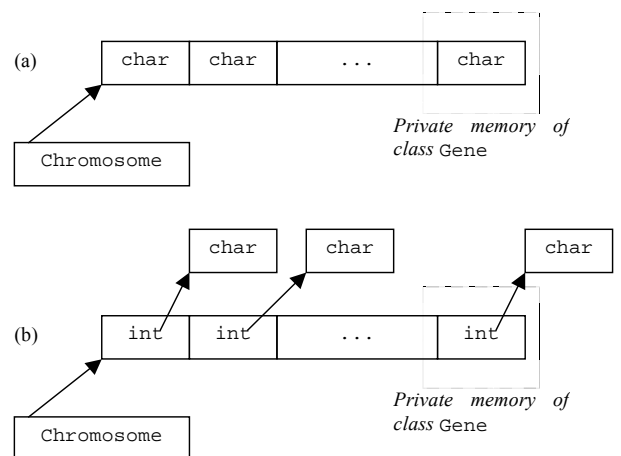 (a)
char char ... char
Private memory of
class Gene
Chromosome
char char char
(b)
int int ... int
Private memory of
class Gene
Chromosome